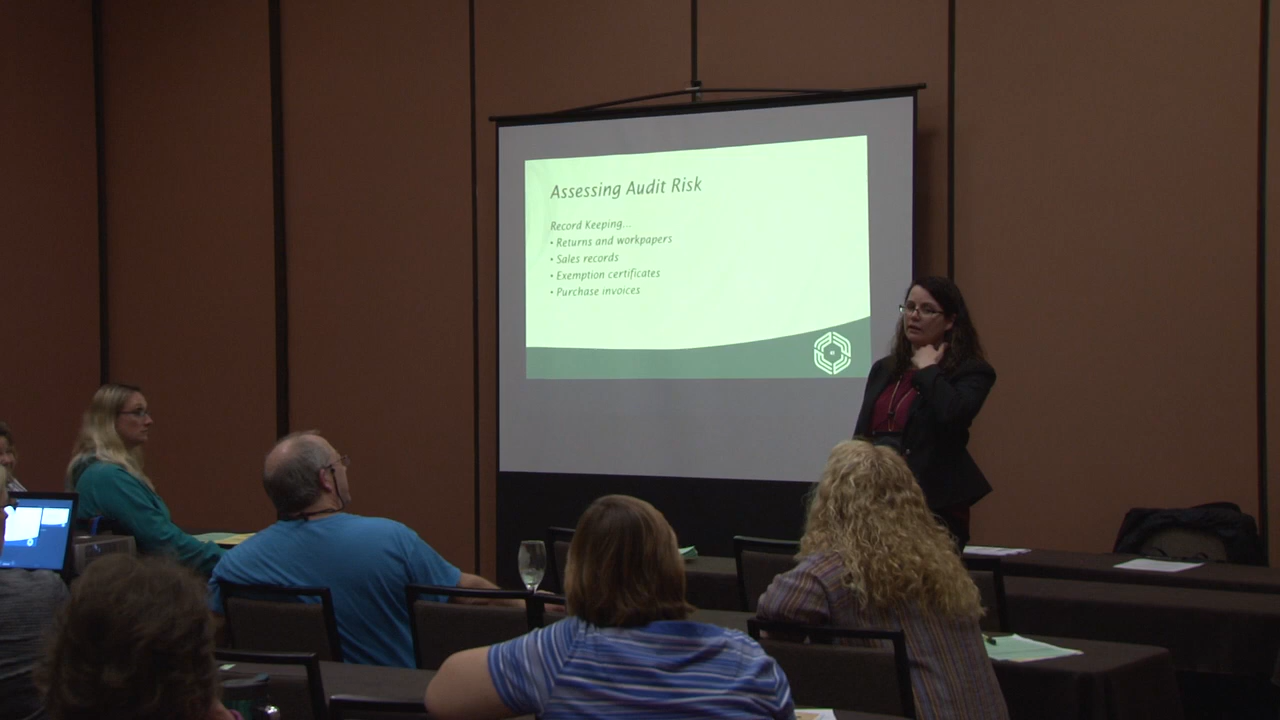 Assessing Audit Risk
Record Keeping...
• Returns and workpapers
• Sales records
• Exemption certificates
• Purchase invoices